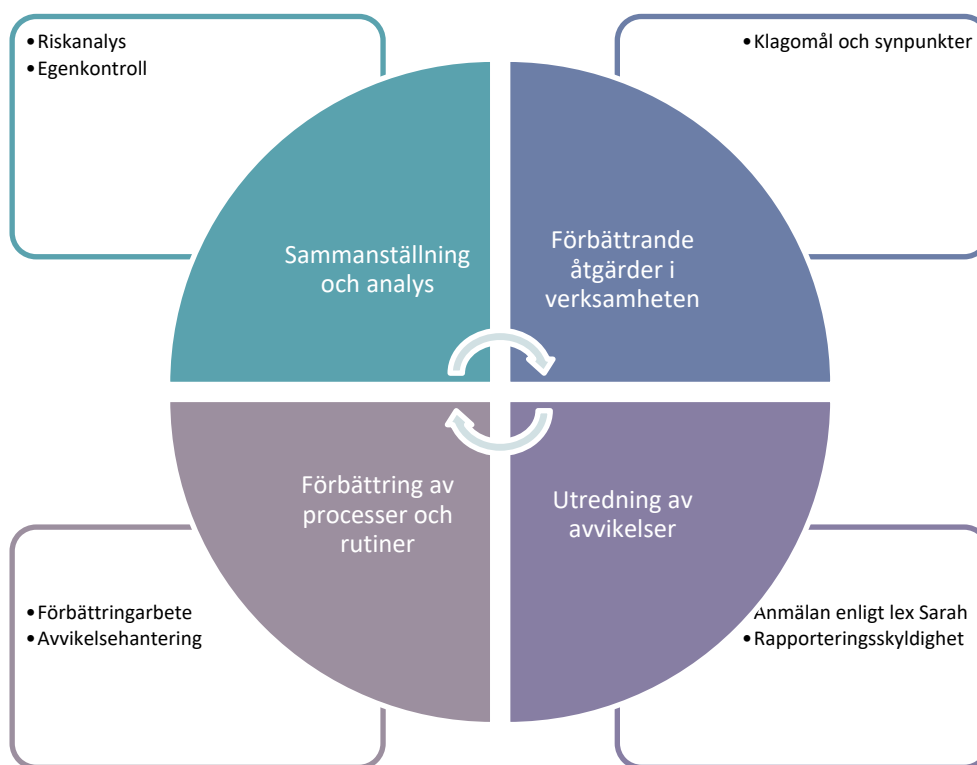 •Riskanalys
•Egenkontroll
•Klagomål och synpunkter
Sammanställning
och analys
Förbättrande
åtgärder i
verksamheten
Förbättring av
processer och
rutiner
Utredning av
avvikelser
•Förbättringarbete
•Avvikelsehantering
Anmälan enligt lex Sarah
•Rapporteringsskyldighet